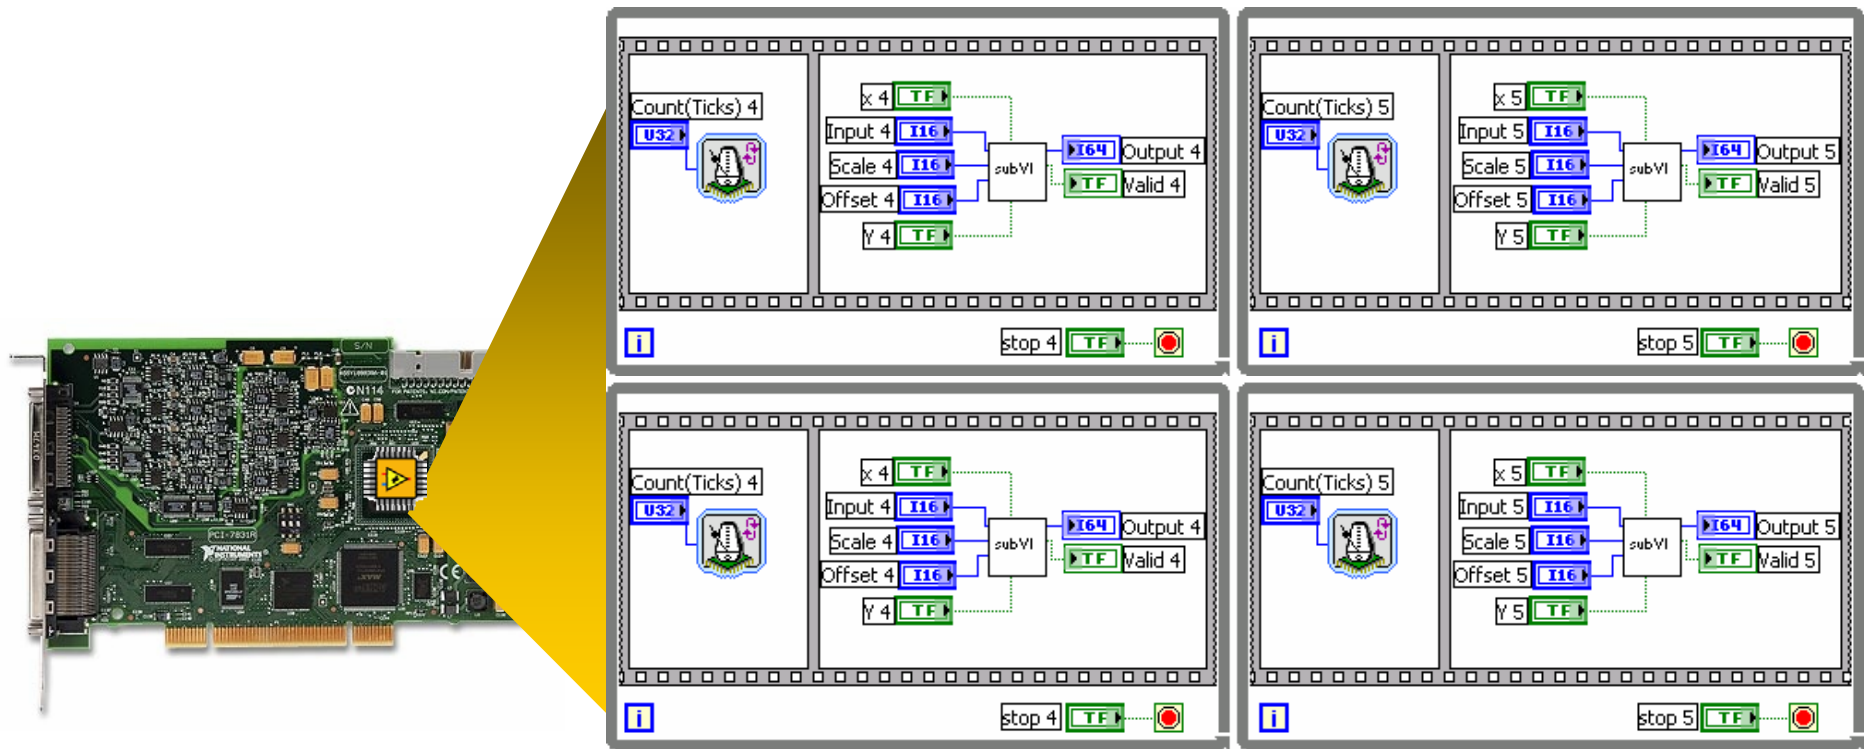 S/N
N114
PCI-7831R
NATIONAL
INSTRUMENTS
CE
Count(Ticks) 4
U32
x 4
TF
Input 4
I16
Scale 4
I16
Offset 4
I16
Y 4
TF
subVI
I64
Output 4
TF
Valid 4
i
stop 4
TF
Count(Ticks) 5
U32
x 5
TF
Input 5
I16
Scale 5
I16
Offset 5
I16
Y 5
TF
subVI
I64
Output 5
TF
Valid 5
i
stop 5
TF
Count(Ticks) 4
U32
x 4
TF
Input 4
I16
Scale 4
I16
Offset 4
I16
Y 4
TF
subVI
I64
Output 4
TF
Valid 4
i
stop 4
TF
Count(Ticks) 5
U32
x 5
TF
Input 5
I16
Scale 5
I16
Offset 5
I16
Y 5
TF
subVI
I64
Output 5
TF
Valid 5
i
stop 5
TF